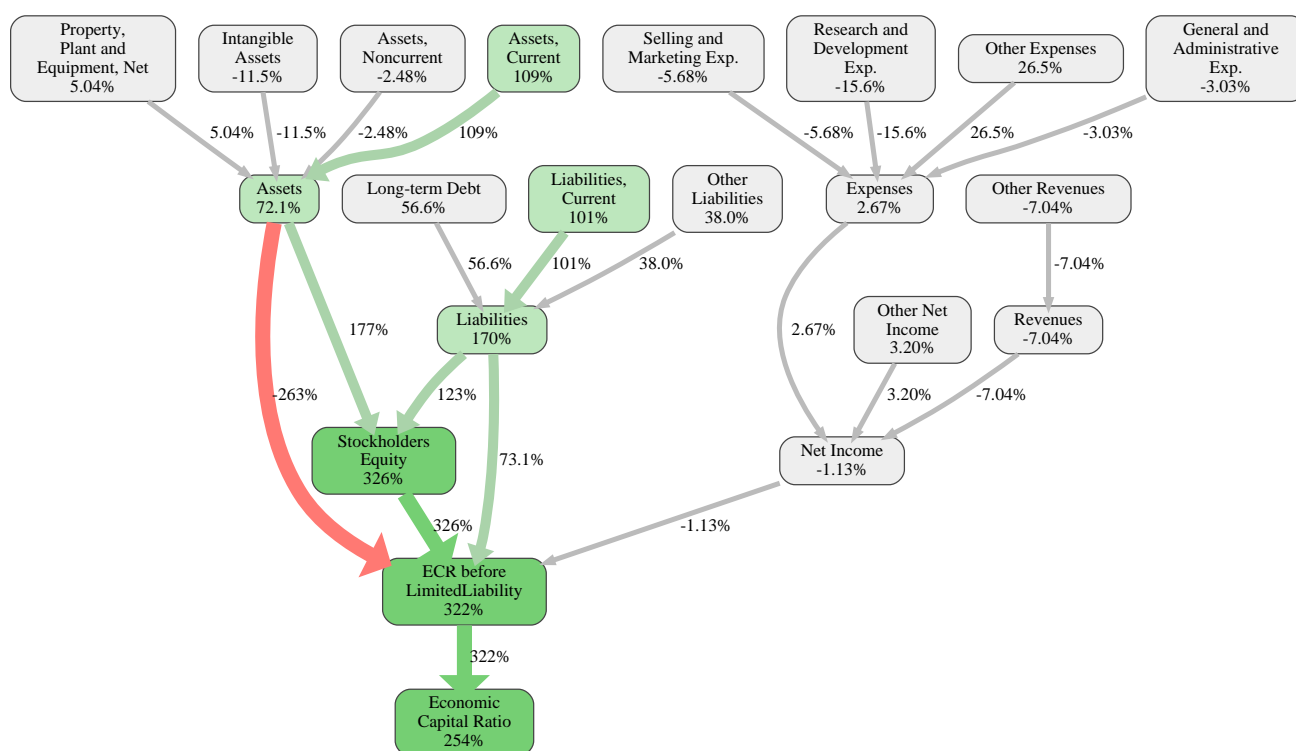 Property,
Plant and
Equipment, Net
5.04%
Intangible
Assets
-11.5%
Assets,
Noncurrent
-2.48%
Assets,
Current
109%
Selling and
Marketing Exp.
-5.68%
Research and
Development
Exp.
-15.6%
Other Expenses
26.5%
General and
Administrative
Exp.
-3.03%
5.04%
-11.5%
-2.48%
109%
-5.68%
-15.6%
26.5%
-3.03%
Assets
72.1%
Long-term Debt
56.6%
Liabilities,
Current
101%
Other
Liabilities
38.0%
Expenses
2.67%
Other Revenues
-7.04%
56.6%
101%
38.0%
-7.04%
177%
Liabilities
170%
2.67%
Other Net
Income
3.20%
Revenues
-7.04%
-263%
123%
3.20%
-7.04%
Stockholders
Equity
326%
73.1%
Net Income
-1.13%
326%
-1.13%
ECR before
LimitedLiability
322%
322%
Economic
Capital Ratio
254%